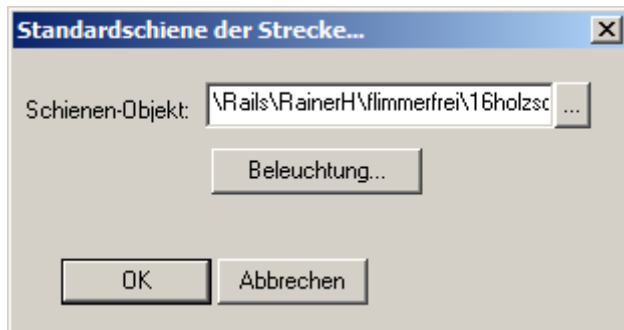 Standardschiene der Strecke...
Schienen-Objekt: \Rails\RainerH\flimmerfrei\16holzsc ...
Beleuchtung...
OK Abbrechen